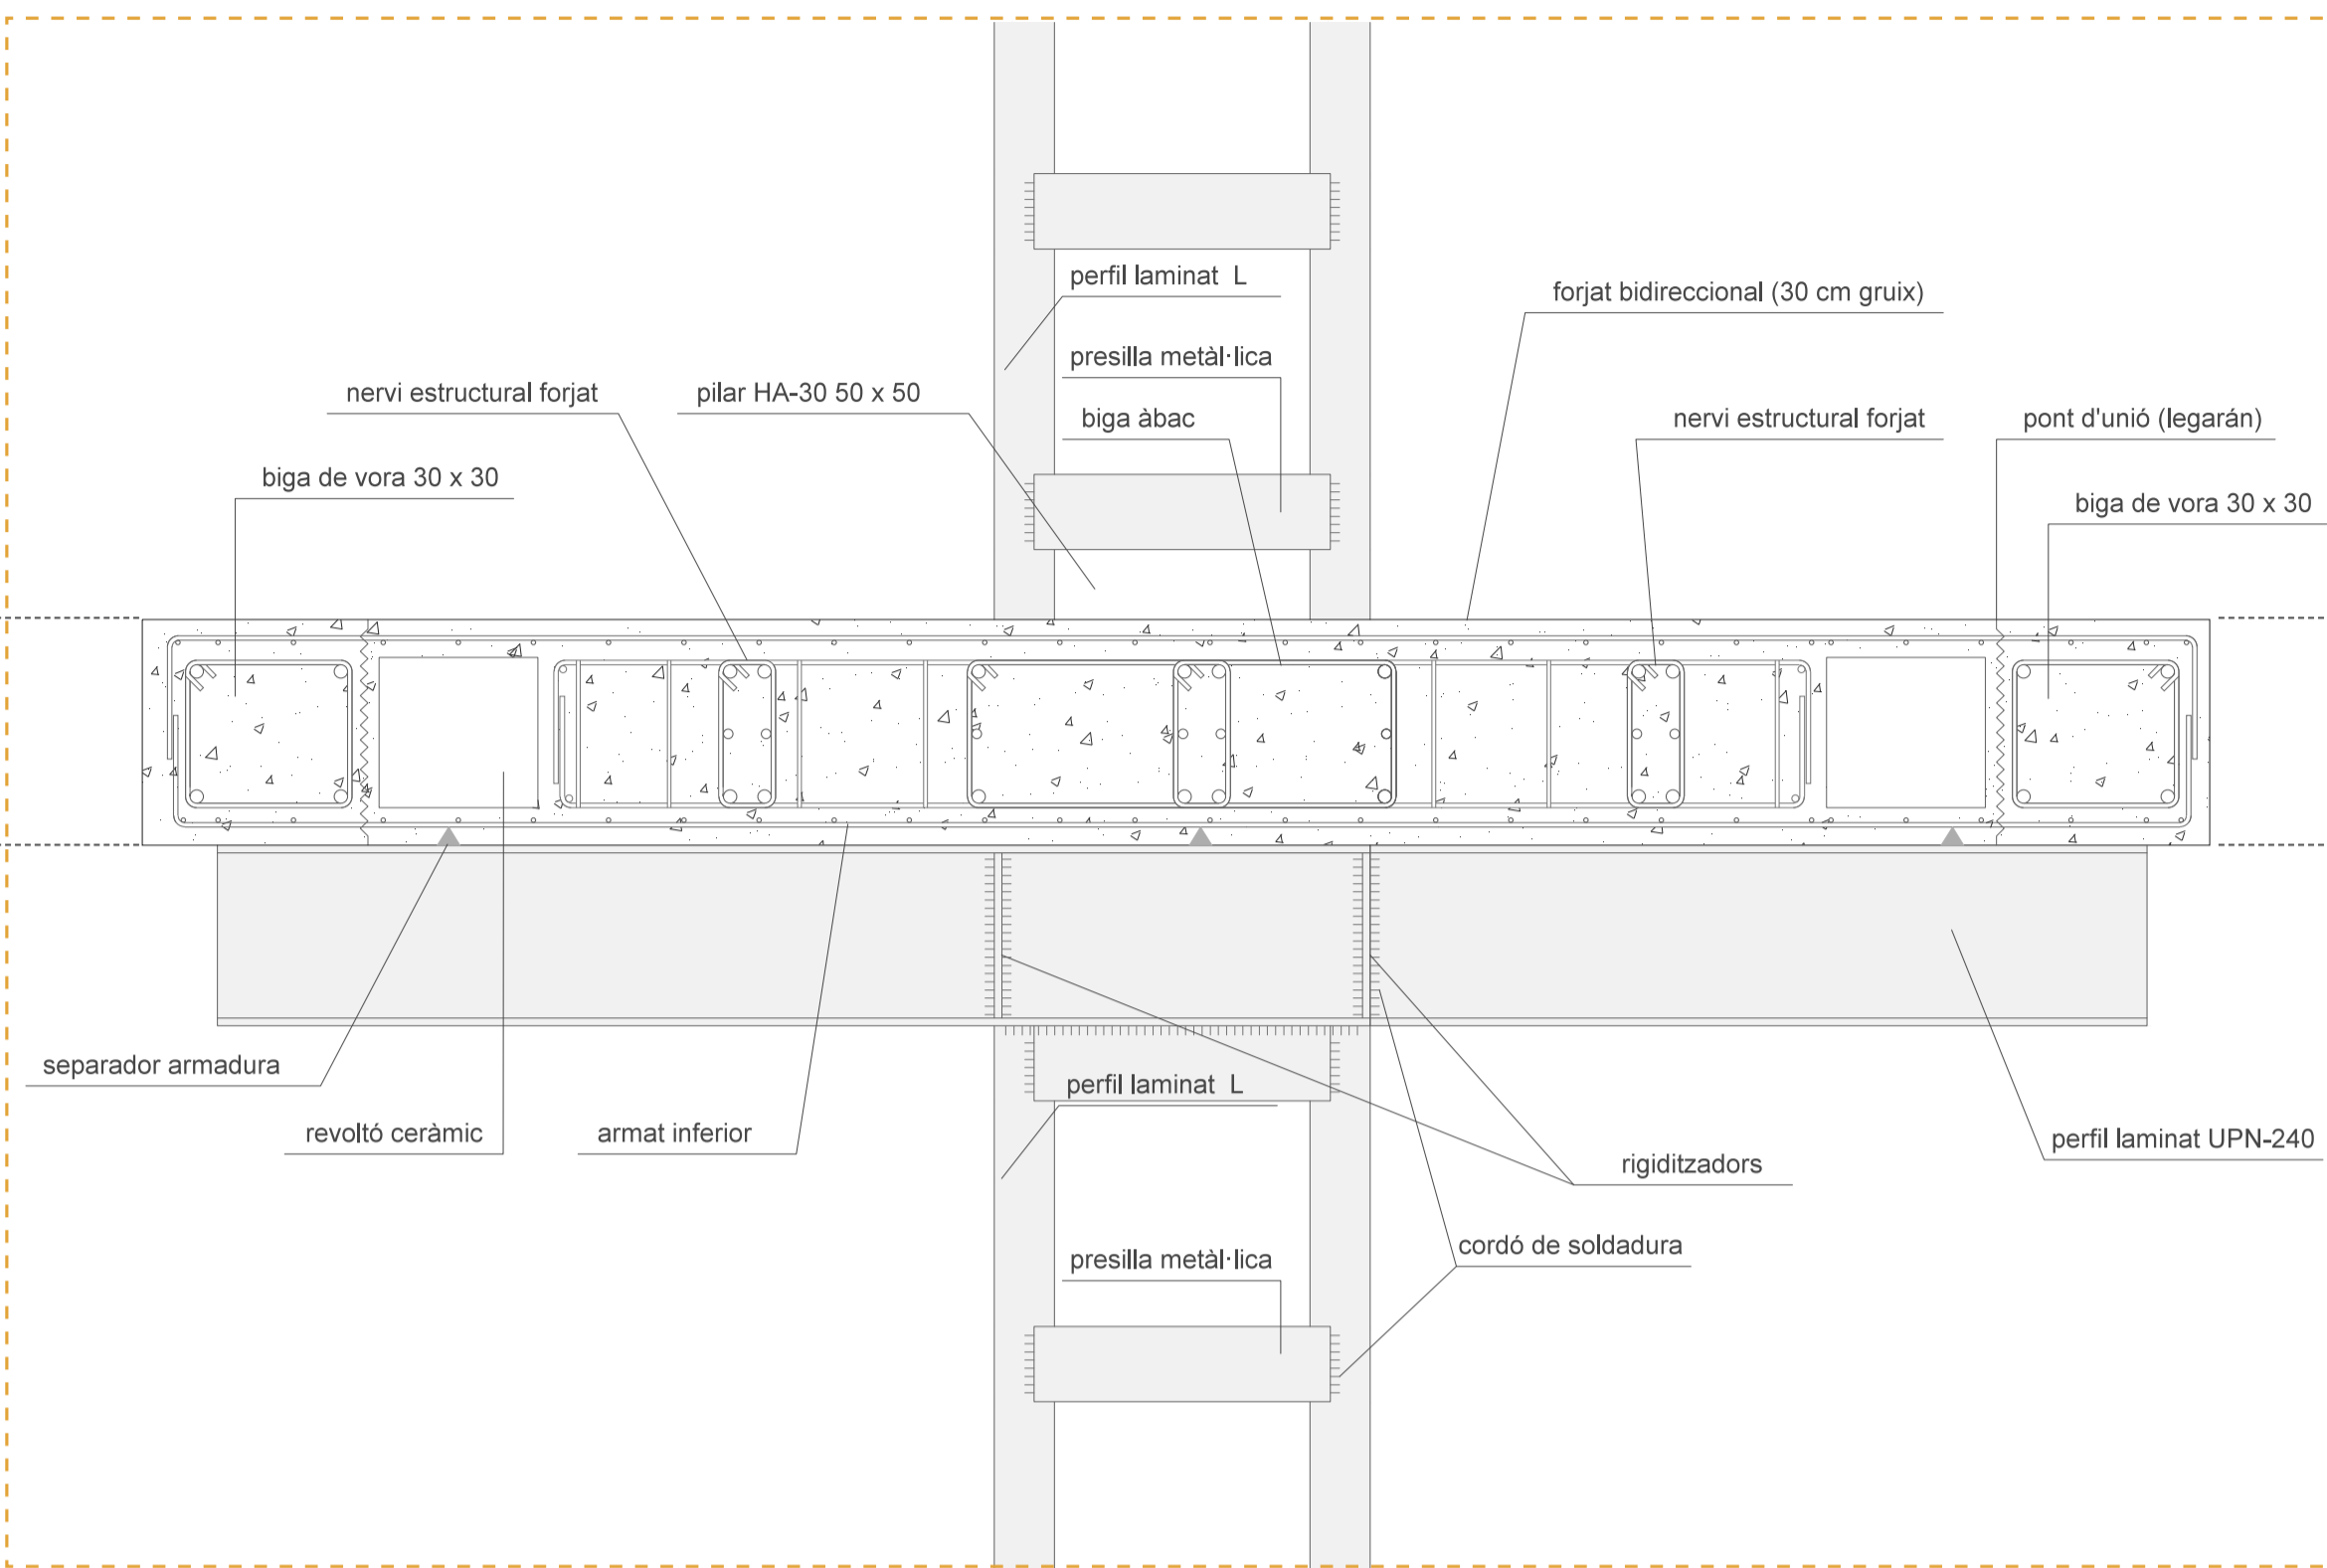 perfil laminat L
forjat bidireccional (30 cm gruix)
presilla metàl·lica
nervi estructural forjat
pilar HA-30 50 x 50
biga àbac
nervi estructural forjat
pont d'unió (legarán)
biga de vora 30 x 30
biga de vora 30 x 30
separador armadura
perfil laminat L
revoltó ceràmic
armat inferior
rigiditzadors
perfil laminat UPN-240
presilla metàl·lica
cordó de soldadura